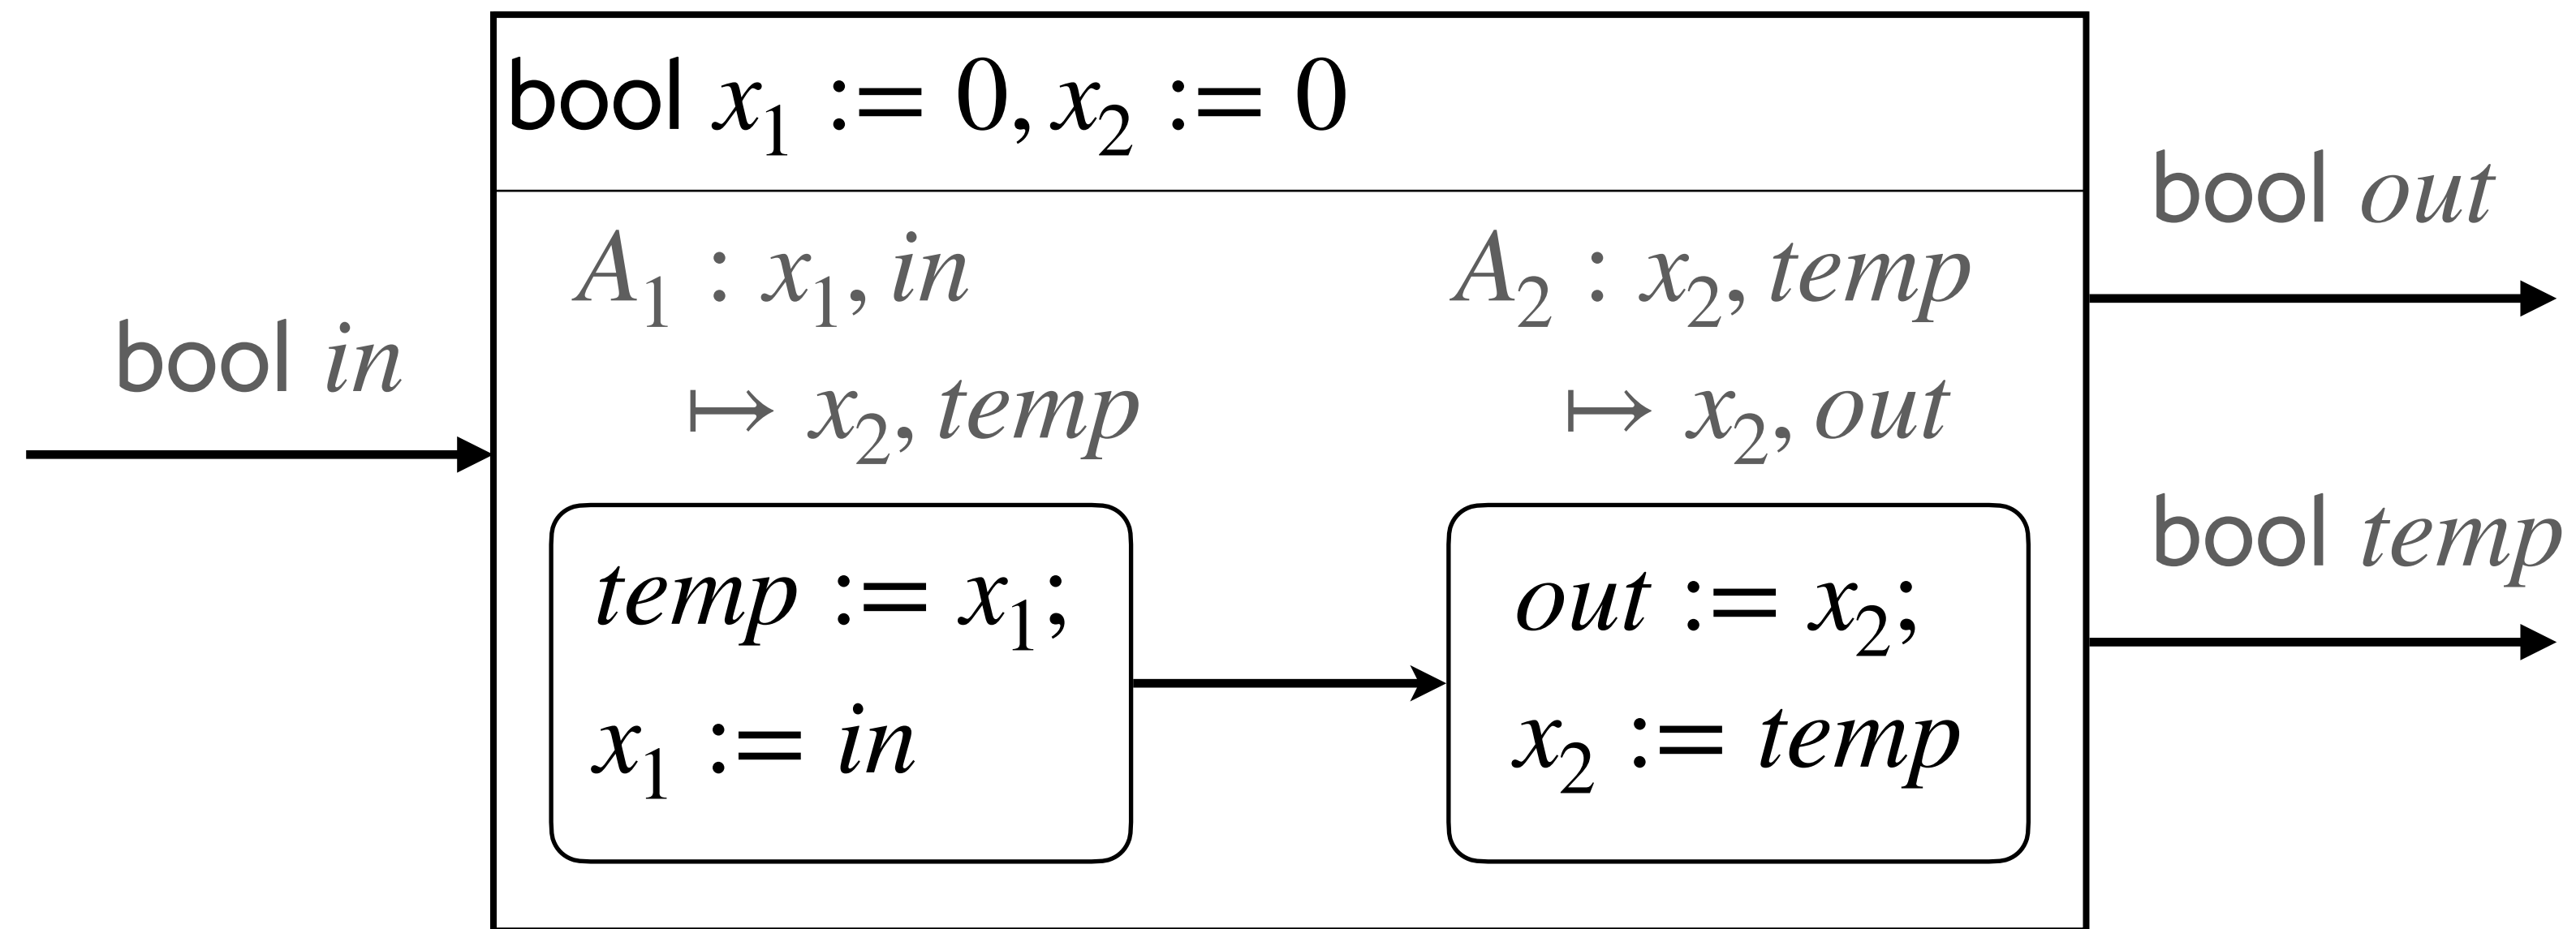 bool x₁ := 0, x₂ := 0
bool in
A₁ : x₁, in
↦ x₂, temp
temp := x₁;
x₁ := in
A₂ : x₂, temp
↦ x₂, out
out := x₂;
x₂ := temp
bool out
bool temp